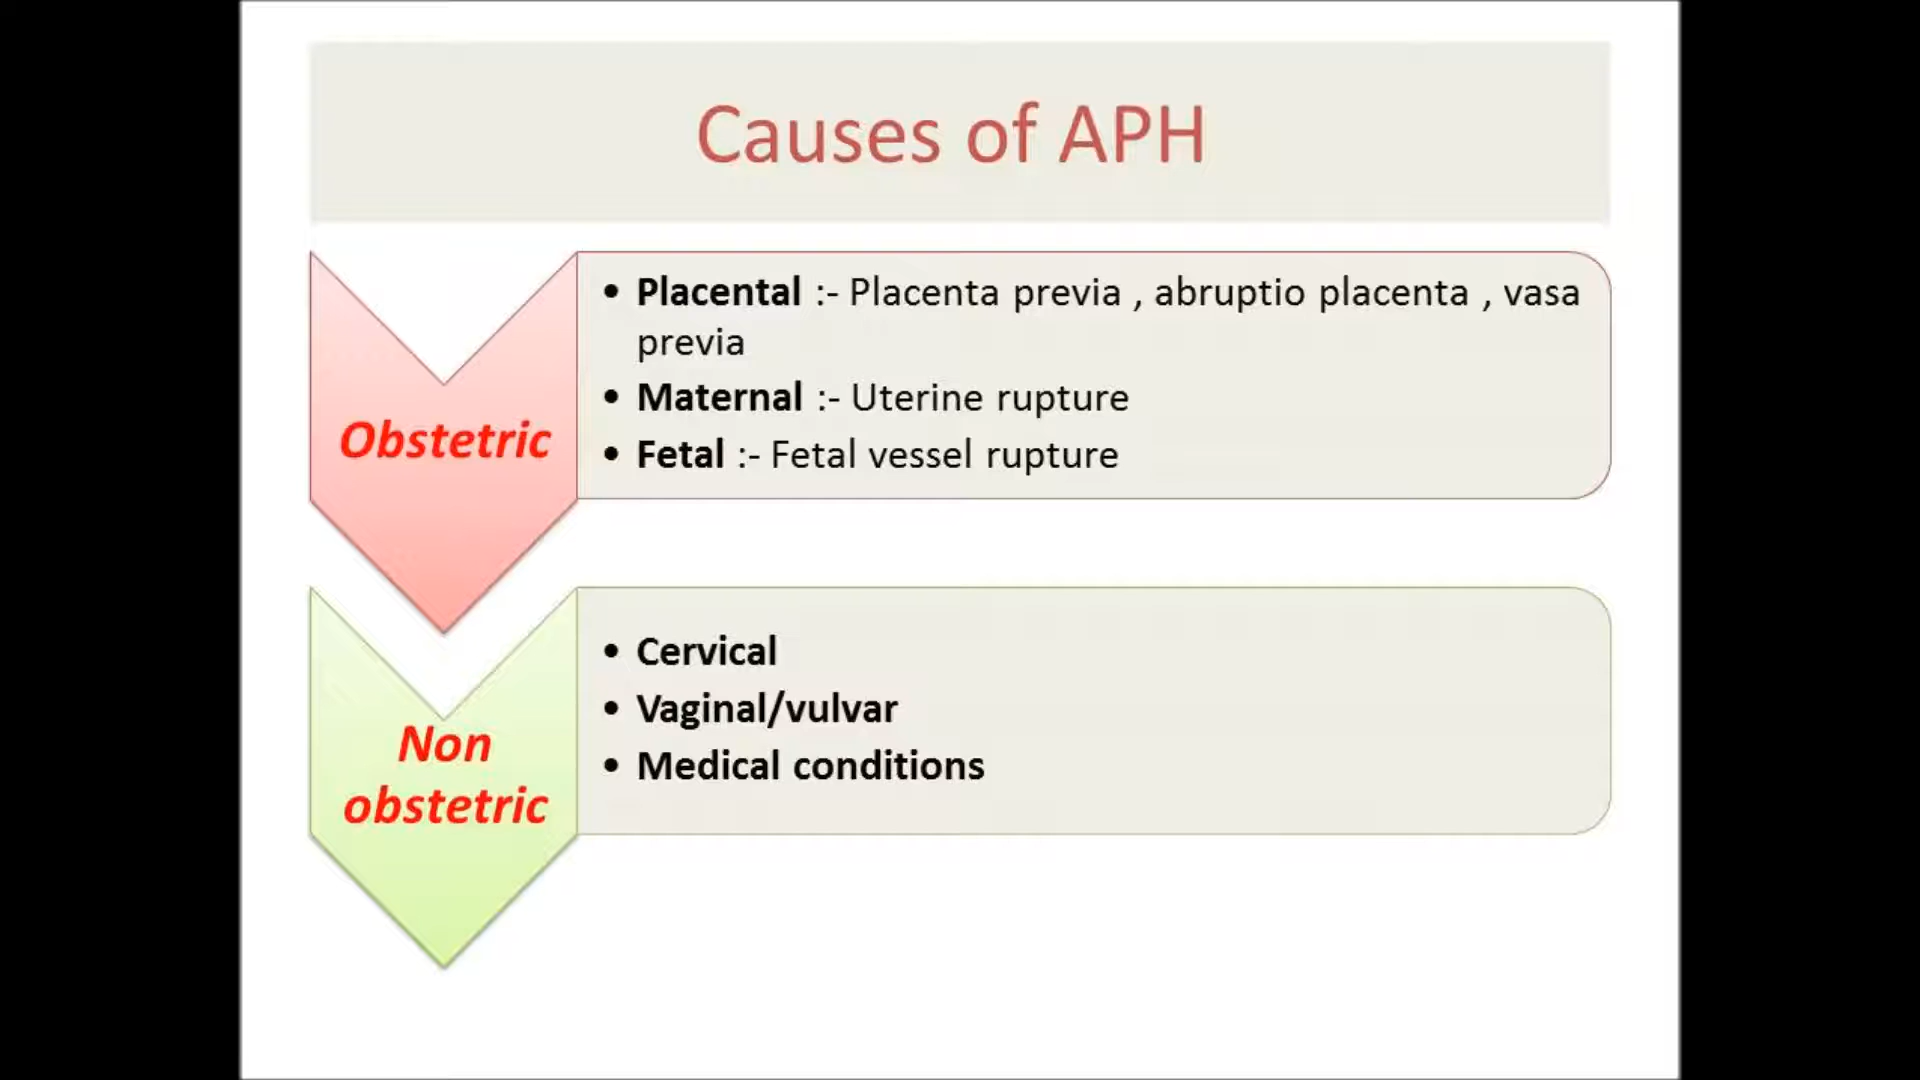 Causes of APH
Obstetric
• Placental :- Placenta previa , abruptio placenta , vasa
previa
• Maternal :- Uterine rupture
• Fetal :- Fetal vessel rupture
Non
obstetric
• Cervical
• Vaginal/vulvar
• Medical conditions